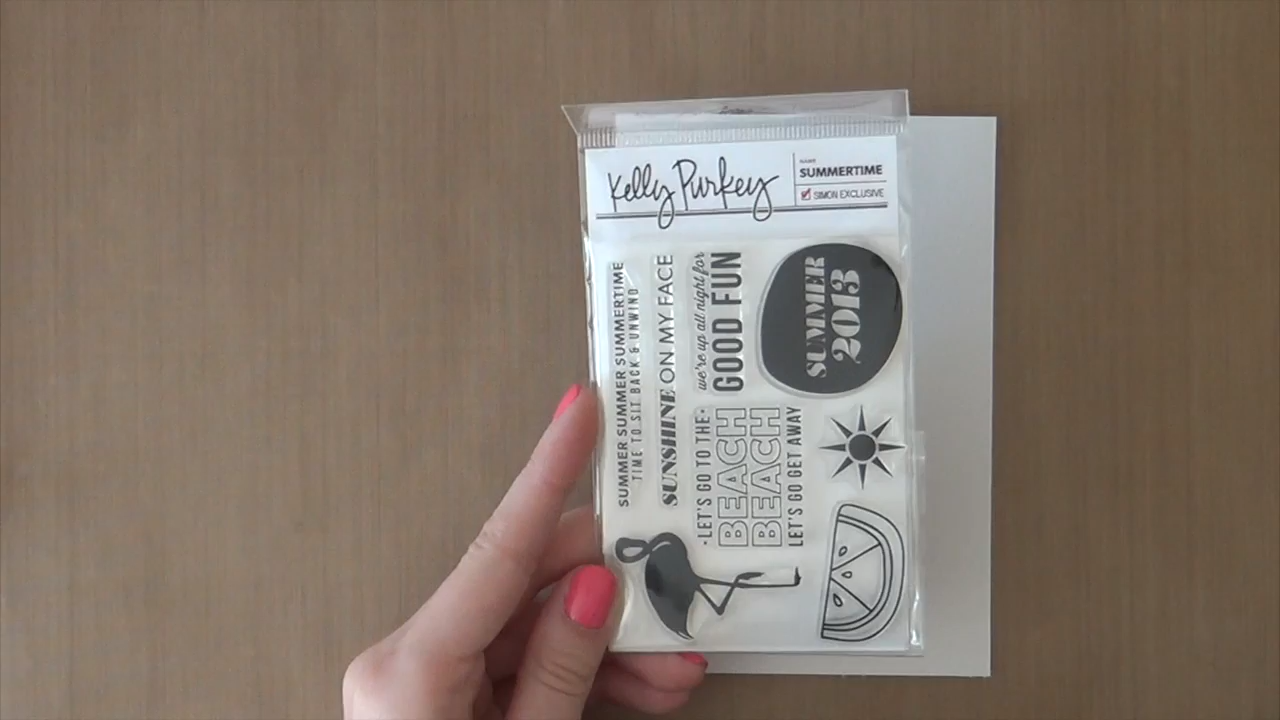 Kelly Purkey
NAME
SUMMERTIME
SIMON EXCLUSIVE
SUMMER SUMMER SUMMER SUMMERTIME
TIME TO SIT BACK & UNWIND
SUNSHINE ON MY FACE
we're up all night for
GOOD FUN
SUMMER
2013
·LET'S GO TO THE·
BEACH
BEACH
LET'S GO GET AWAY